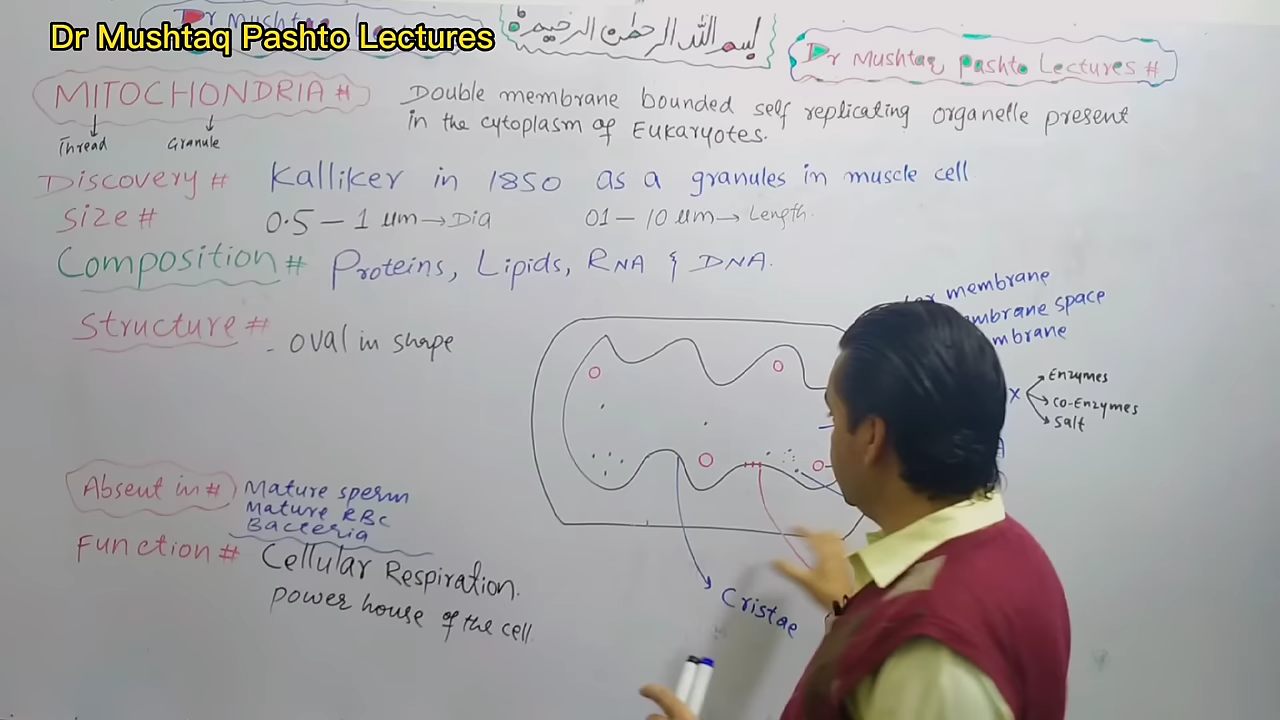 Dr Mushtaq Pashto Lectures
بسم اللہ الرحمٰن الرحیم
Dr Mushtaq Pashto Lectures #
MITOCHONDRIA #
Thread Granule
Double membrane bounded self replicating organelle present
in the cytoplasm of Eukaryotes.
Discovery # Kalliker in 1850 as a granules in muscle cell
Size # 0.5 – 1 um → Dia 01 – 10 um → Length.
Composition # Proteins, Lipids, RNA & DNA.
Structure # - oval in shape
membrane
space
Enzymes
Co-Enzymes
Salt
Cristae
Absent in # Mature sperm
Mature RBC
Bacteria
Function # Cellular Respiration.
power house of the cell